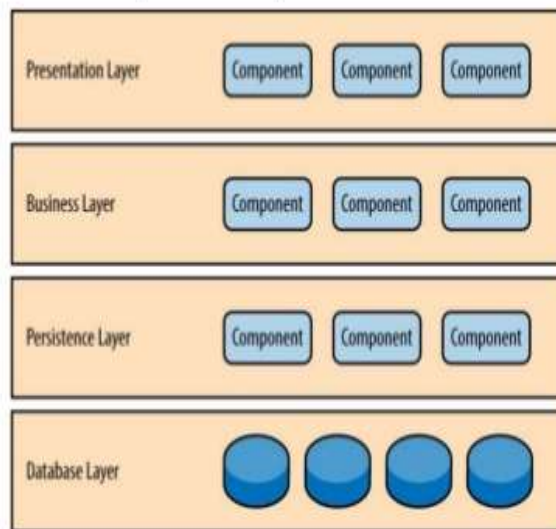 Presentation Layer Component Component Component
Business Layer Component Component Component
Persistence Layer Component Component Component
Database Layer